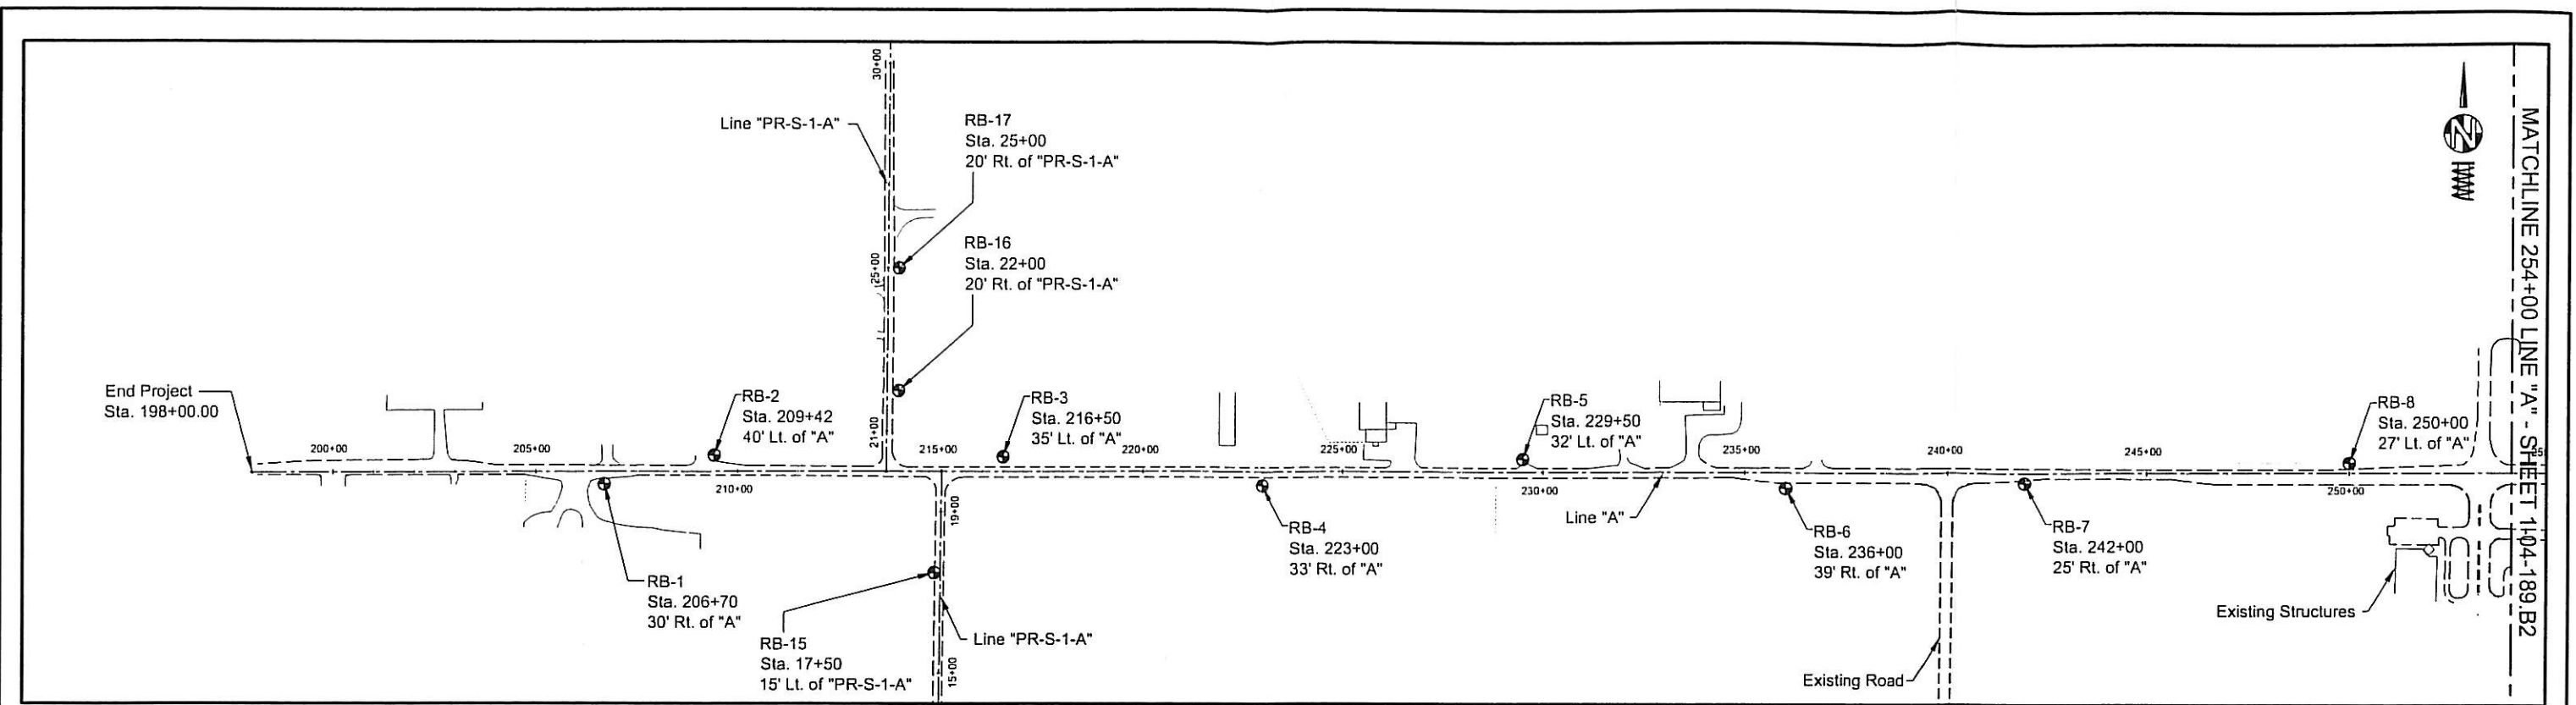 30+00
Line "PR-S-1-A"
RB-17
Sta. 25+00
20' Rt. of "PR-S-1-A"
25+00
RB-16
Sta. 22+00
20' Rt. of "PR-S-1-A"
21+00
End Project
Sta. 198+00.00
RB-2
Sta. 209+42
40' Lt. of "A"
RB-3
Sta. 216+50
35' Lt. of "A"
RB-5
Sta. 229+50
32' Lt. of "A"
RB-8
Sta. 250+00
27' Lt. of "A"
200+00
205+00
215+00
220+00
225+00
235+00
240+00
245+00
210+00
230+00
250+00
19+00
RB-1
Sta. 206+70
30' Rt. of "A"
RB-15
Sta. 17+50
15' Lt. of "PR-S-1-A"
Line "PR-S-1-A"
15+00
RB-4
Sta. 223+00
33' Rt. of "A"
Line "A"
RB-6
Sta. 236+00
39' Rt. of "A"
RB-7
Sta. 242+00
25' Rt. of "A"
Existing Road
Existing Structures
N
MATCHLINE 254+00 LINE "A" - SHEET 1-04-189.B2